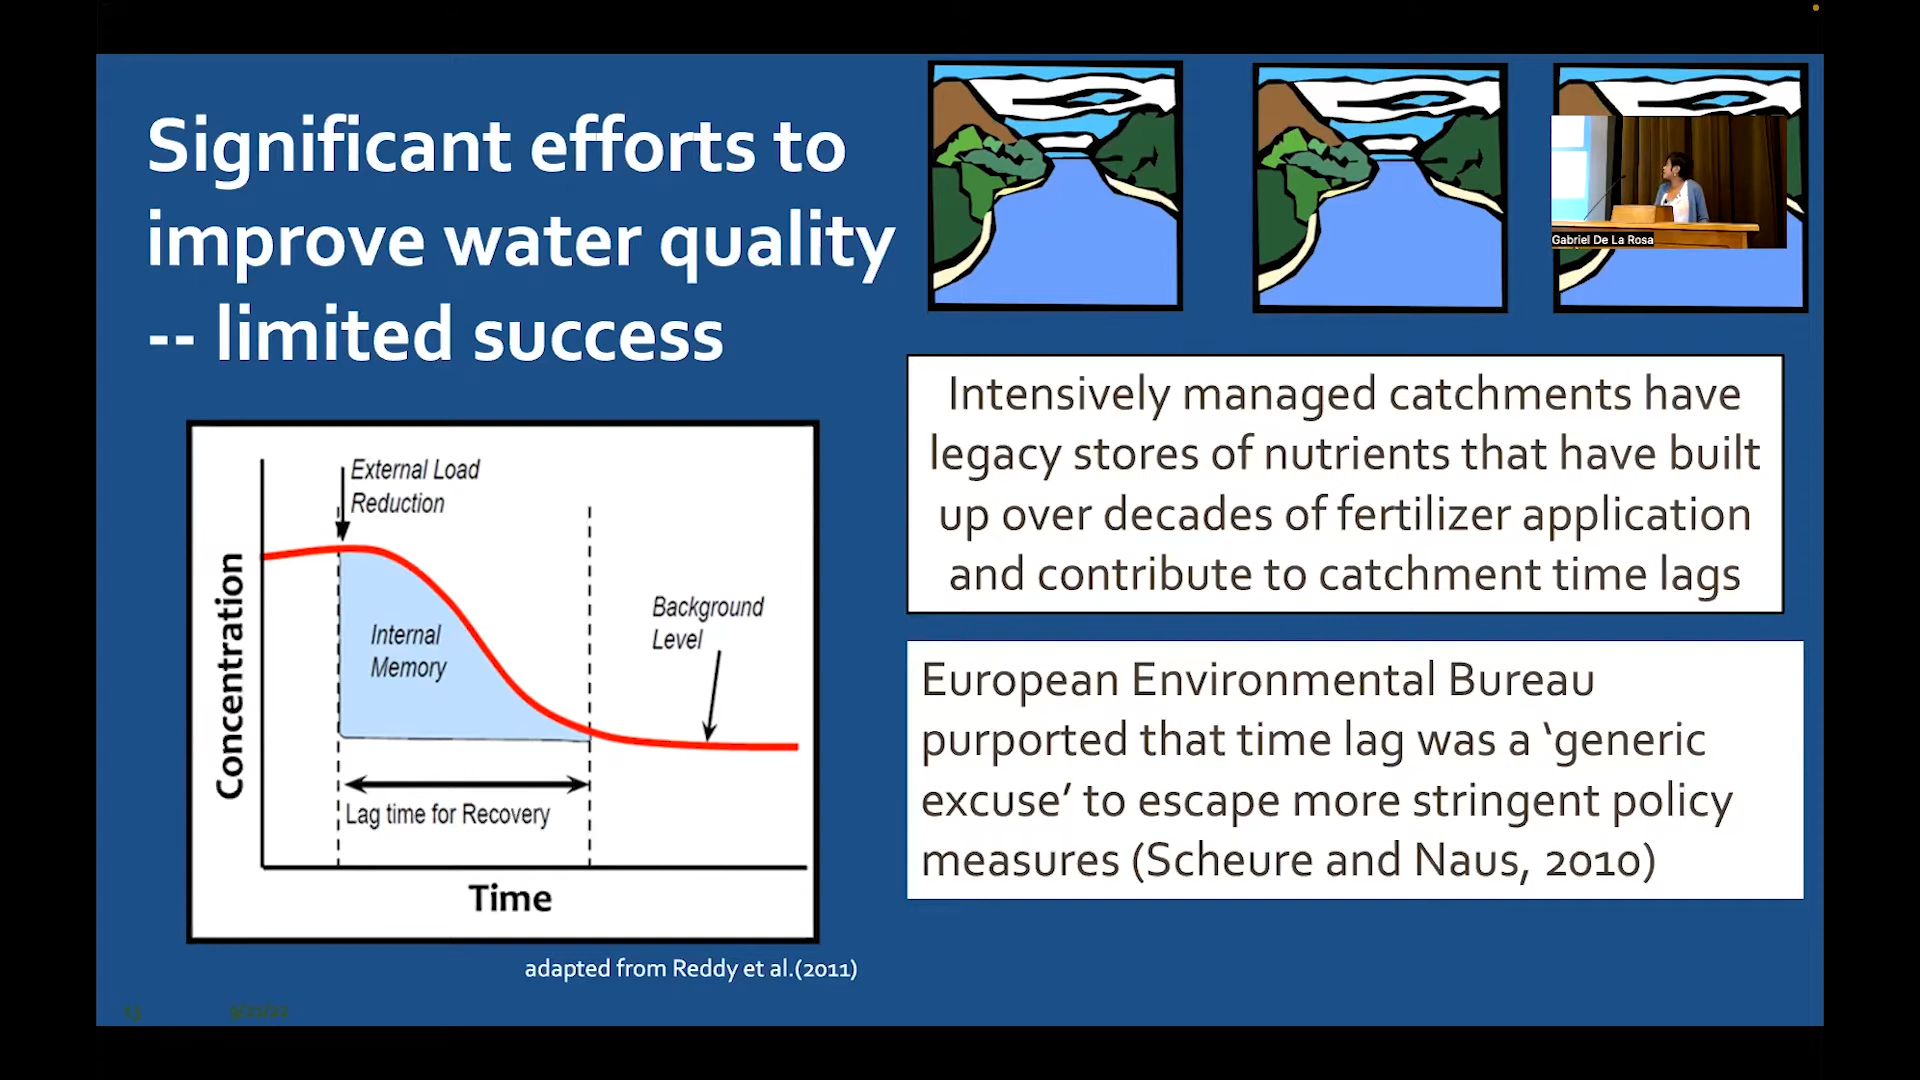 Significant efforts to
improve water quality
-- limited success
Gabriel De La Rosa
External Load
Reduction
Internal
Memory
Background
Level
Concentration
Lag time for Recovery
Time
adapted from Reddy et al.(2011)
Intensively managed catchments have
legacy stores of nutrients that have built
up over decades of fertilizer application
and contribute to catchment time lags
European Environmental Bureau
purported that time lag was a ‘generic
excuse’ to escape more stringent policy
measures (Scheure and Naus, 2010)